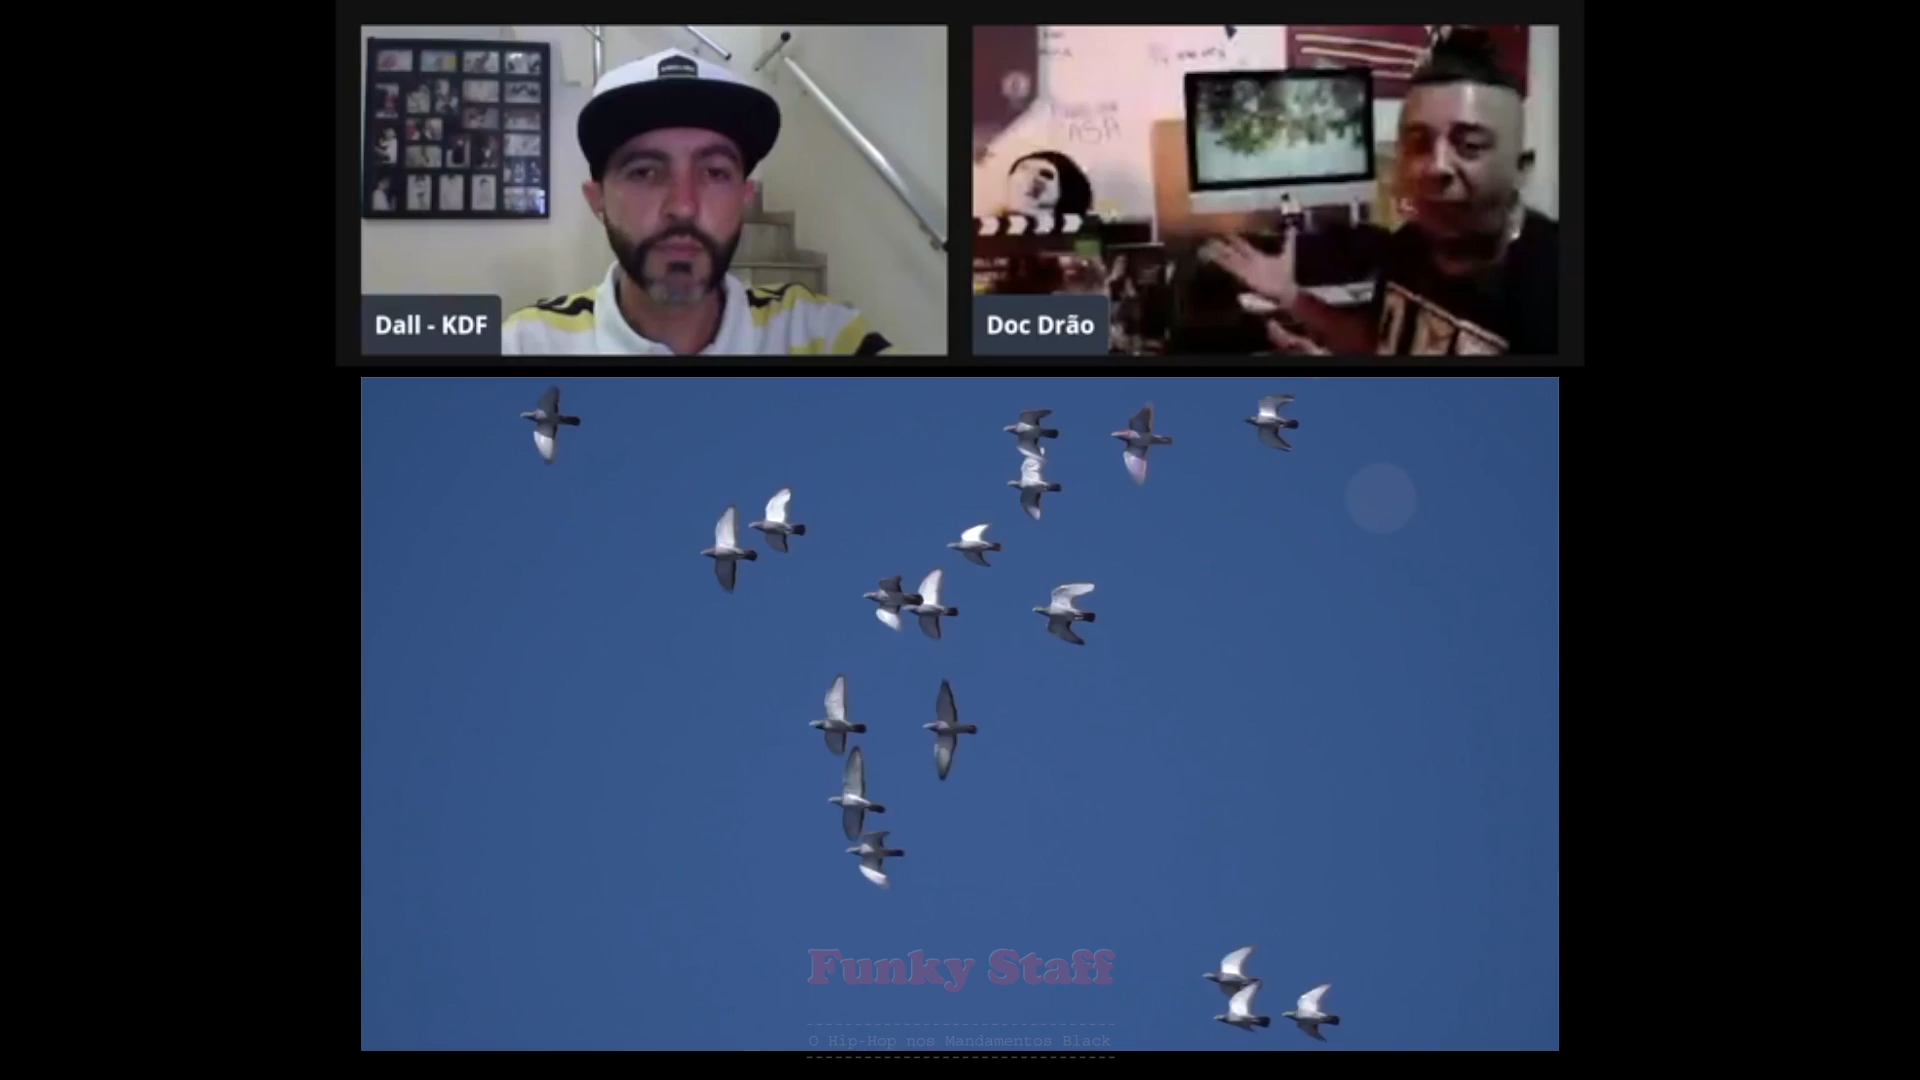 Dall - KDF
Doc Drão
Funky Staff
O Hip-Hop nos Mandamentos Black